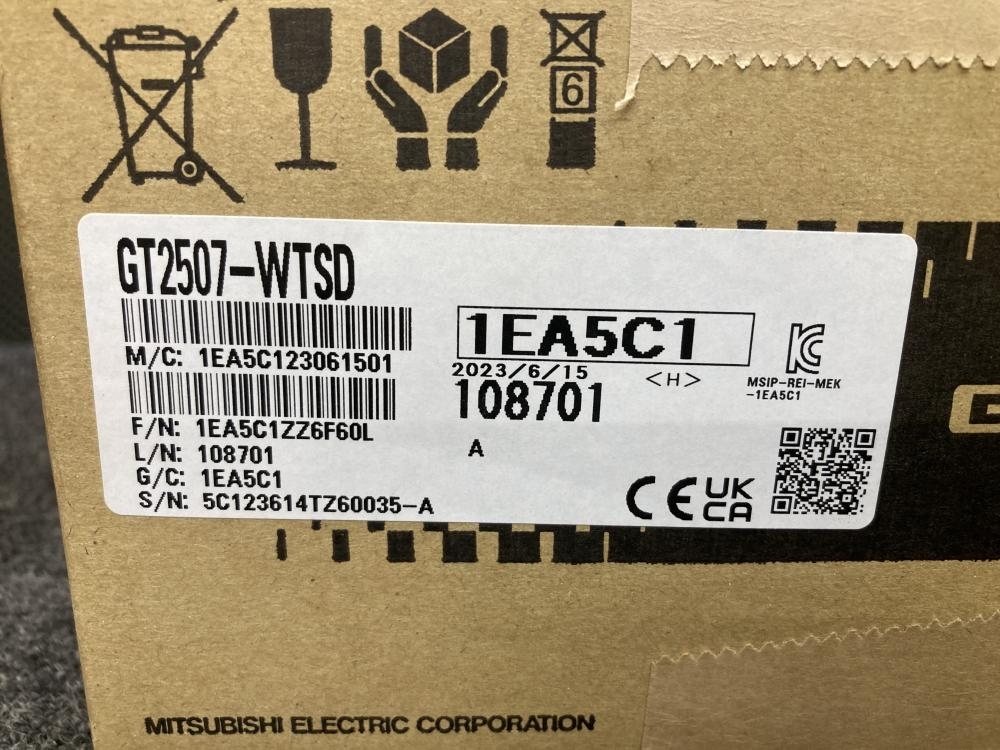 6
GT2507-WTSD
M/C: 1EA5C123061501
F/N: 1EA5C1ZZ6F60L
L/N: 108701
G/C: 1EA5C1
S/N: 5C123614TZ60035-A
1EA5C1
2023/6/15
<H>
108701
A
MSIP-REI-MEK
-1EA5C1
CE
UK
CA
MITSUBISHI ELECTRIC CORPORATION